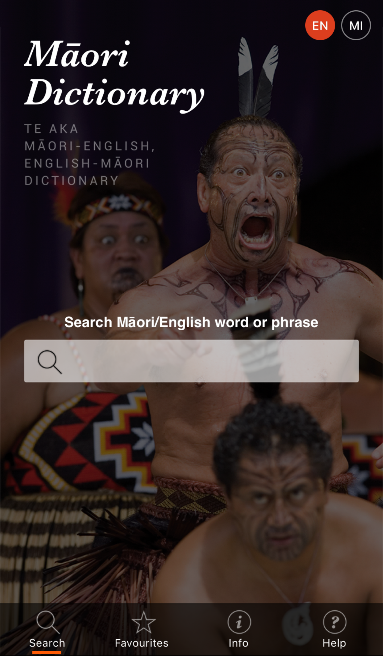 EN
MI
Māori
Dictionary
TE AKA
MĀORI-ENGLISH,
ENGLISH-MĀORI
DICTIONARY
Search Māori/English word or phrase
Search
Favourites
Info
Help